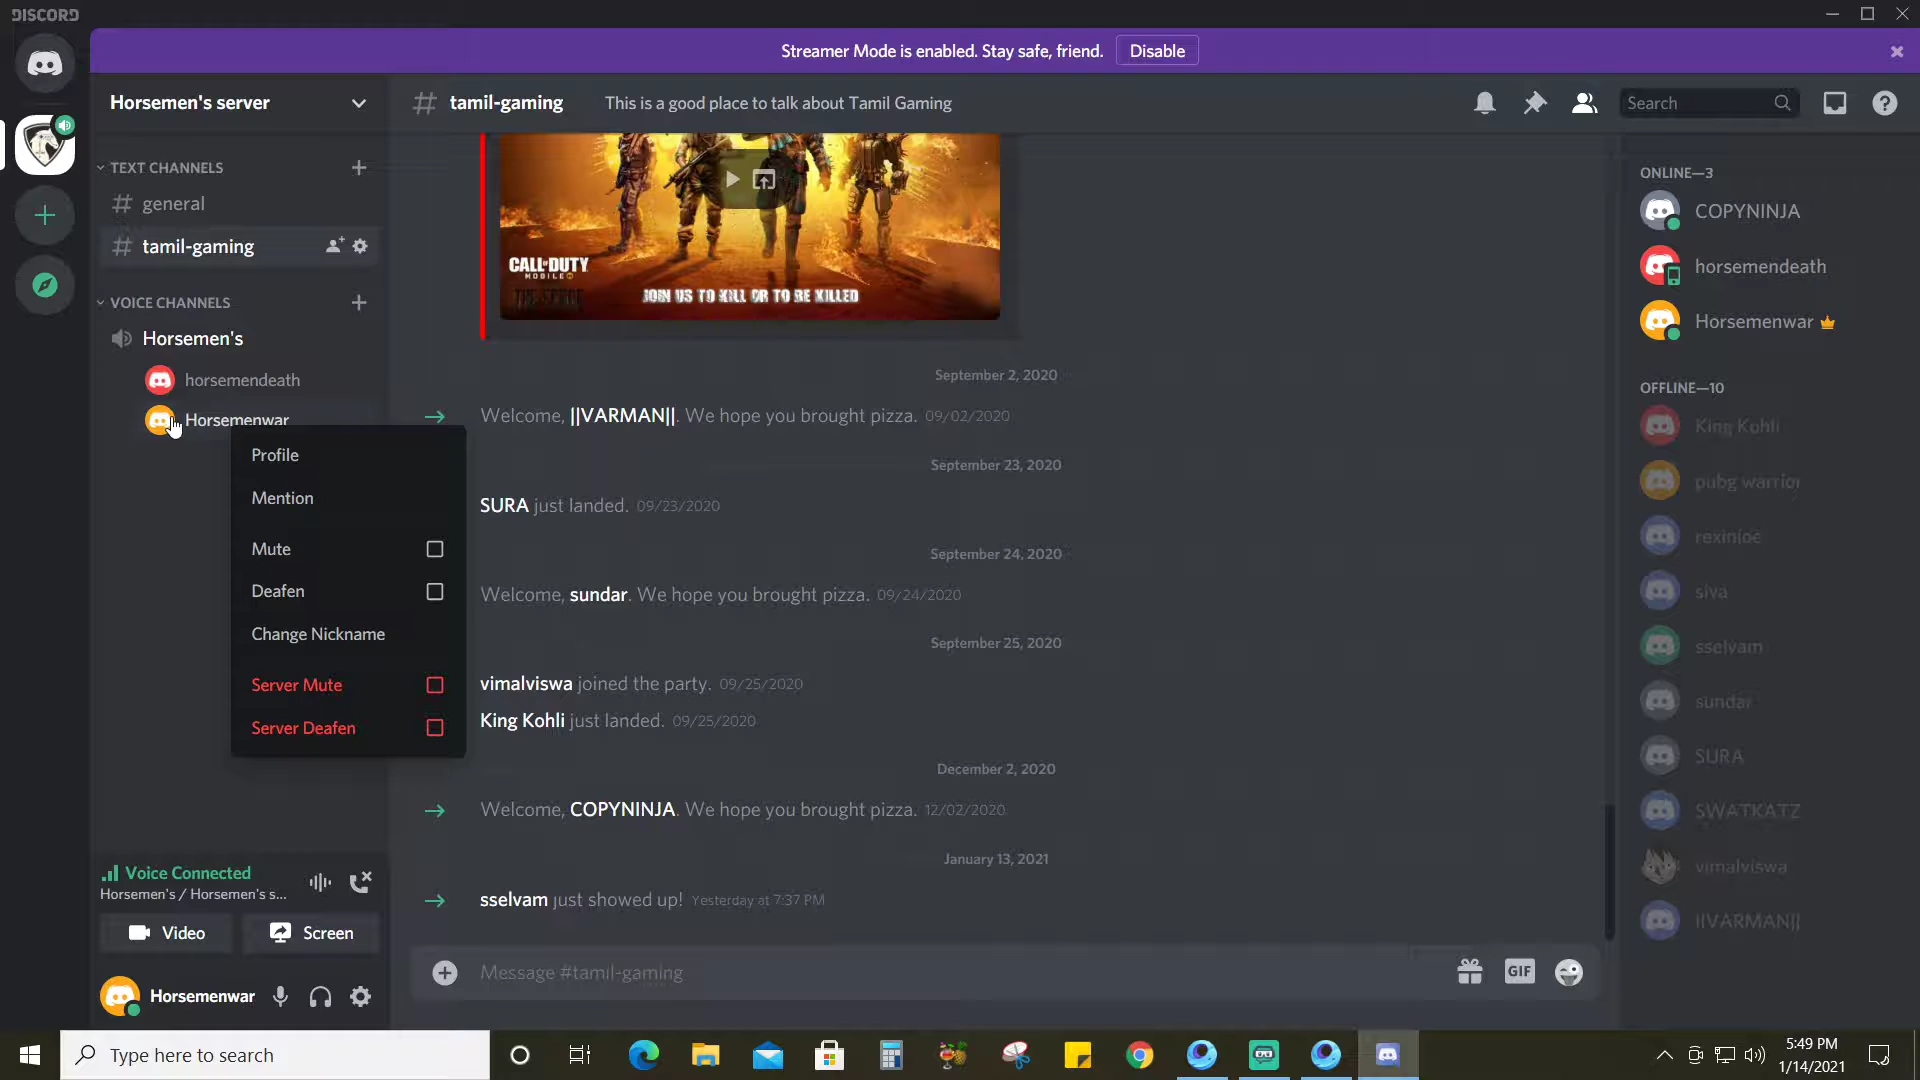 DISCORD
Streamer Mode is enabled. Stay safe, friend. Disable
Horsemen's server
tamil-gaming This is a good place to talk about Tamil Gaming
Search
TEXT CHANNELS
general
tamil-gaming
VOICE CHANNELS
Horsemen's
horsemendeath
Horsemenwar
Profile
Mention
Mute
Deafen
Change Nickname
Server Mute
Server Deafen
Voice Connected
Horsemen's / Horsemen's s...
Video
Screen
Horsemenwar
CALL OF DUTY
MOBILE
JOIN US TO KILL OR TO BE KILLED
September 2, 2020
Welcome, ||VARMAN||. We hope you brought pizza. 09/02/2020
September 23, 2020
SURA just landed. 09/23/2020
September 24, 2020
Welcome, sundar. We hope you brought pizza. 09/24/2020
September 25, 2020
vimalviswa joined the party. 09/25/2020
King Kohli just landed. 09/25/2020
December 2, 2020
Welcome, COPYNINJA. We hope you brought pizza. 12/02/2020
January 13, 2021
sselvam just showed up! Yesterday at 7:37 PM
Message #tamil-gaming
GIF
ONLINE—3
COPYNINJA
horsemendeath
Horsemenwar
OFFLINE—10
King Kohli
pubg warrior
siva
sselvam
sundar
SURA
SWATKATZ
vimalviswa
||VARMAN||
Type here to search
5:49 PM
1/14/2021